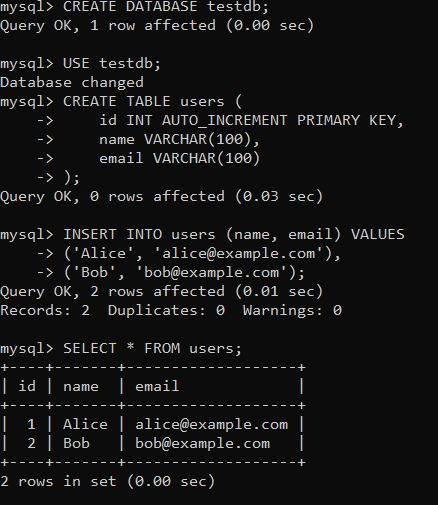 mysql> CREATE DATABASE testdb;
Query OK, 1 row affected (0.00 sec)

mysql> USE testdb;
Database changed
mysql> CREATE TABLE users (
    ->     id INT AUTO_INCREMENT PRIMARY KEY,
    ->     name VARCHAR(100),
    ->     email VARCHAR(100)
    -> );
Query OK, 0 rows affected (0.03 sec)

mysql> INSERT INTO users (name, email) VALUES
    -> ('Alice', 'alice@example.com'),
    -> ('Bob', 'bob@example.com');
Query OK, 2 rows affected (0.01 sec)
Records: 2  Duplicates: 0  Warnings: 0

mysql> SELECT * FROM users;
+----+-------+-------------------+
| id | name  | email             |
+----+-------+-------------------+
|  1 | Alice | alice@example.com |
|  2 | Bob   | bob@example.com   |
+----+-------+-------------------+
2 rows in set (0.00 sec)